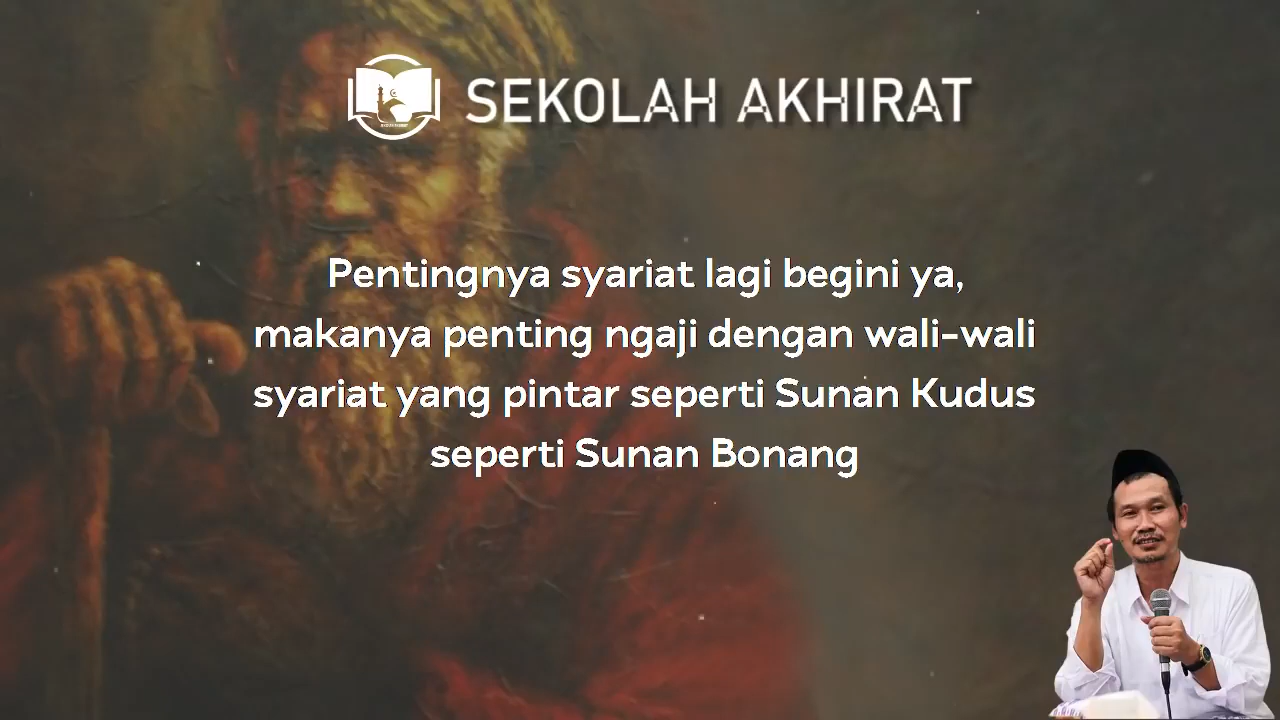 SEKOLAH AKHIRAT
Pentingnya syariat lagi begini ya,
makanya penting ngaji dengan wali-wali
syariat yang pintar seperti Sunan Kudus
seperti Sunan Bonang